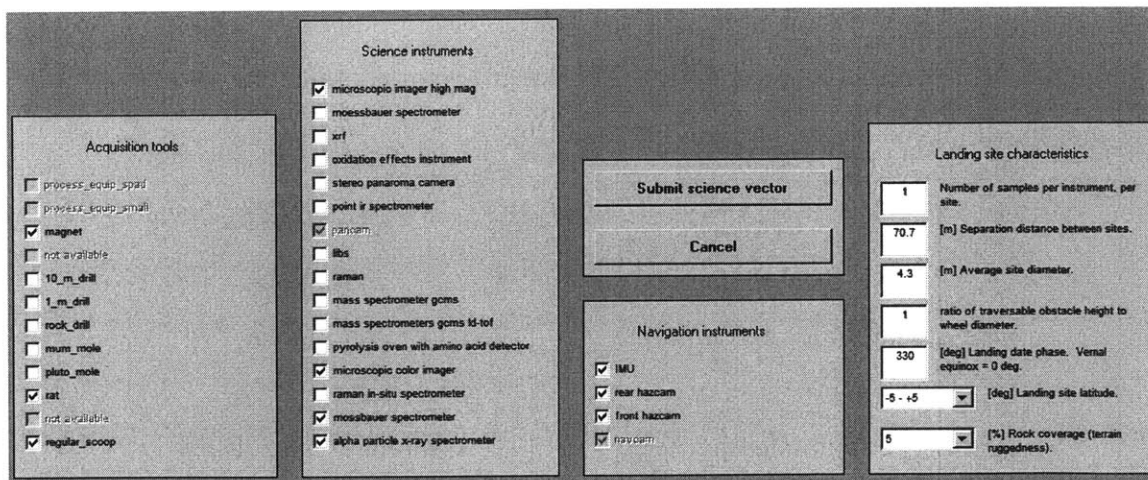 Acquisition tools
process_equip_spad
process_equip_small
magnet
not available
10_m_drill
1_m_drill
rock_drill
mum_mole
pluto_mole
rat
not available
regular_scoop
Science instruments
microscopic imager high mag
moessbauer spectrometer
xrf
oxidation effects instrument
stereo panaroma camera
point ir spectrometer
pancam
libs
raman
mass spectrometer gcms
mass spectrometers gcms ld-tof
pyrolysis oven with amino acid detector
microscopic color imager
raman in-situ spectrometer
mossbauer spectrometer
alpha particle x-ray spectrometer
Submit science vector
Cancel
Navigation instruments
IMU
rear hazcam
front hazcam
navcam
Landing site characteristics
1 Number of samples per instrument, per
site.
70.7 [m] Separation distance between sites.
4.3 [m] Average site diameter.
1 ratio of traversable obstacle height to
wheel diameter.
330 [deg] Landing date phase. Vernal
equinox = 0 deg.
-5 - +5 [deg] Landing site latitude.
5 [%] Rock coverage (terrain
ruggedness).